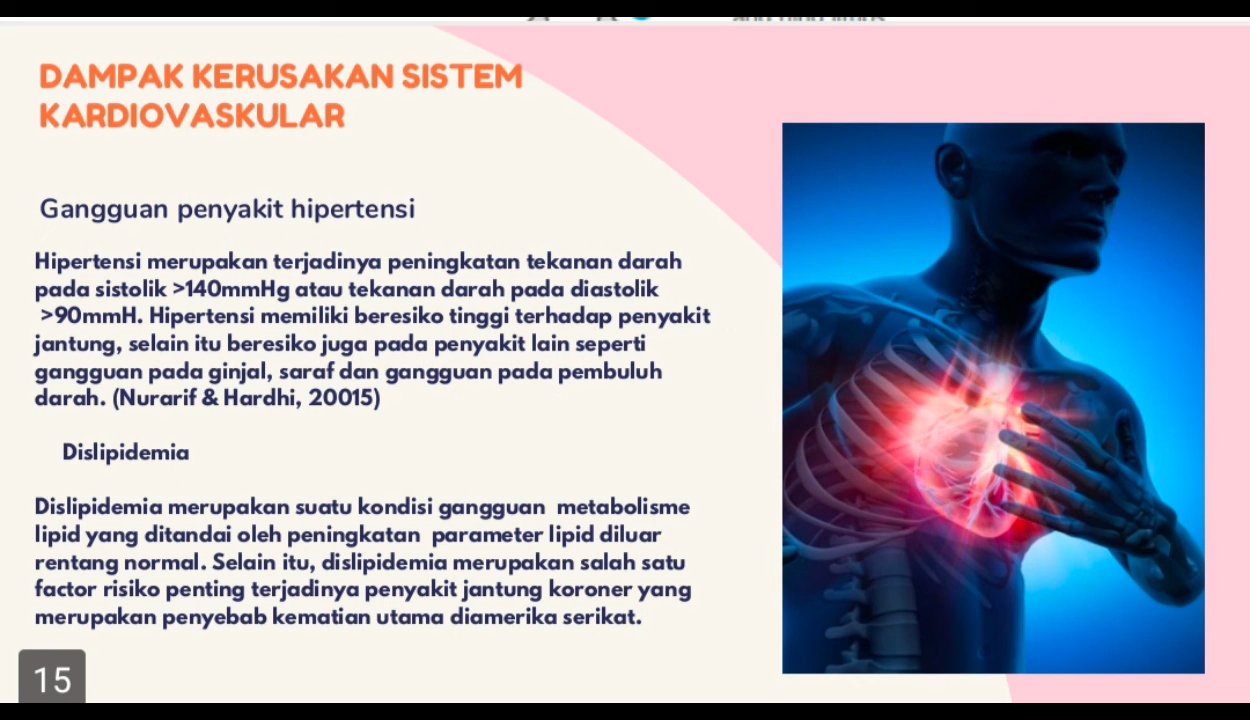 DAMPAK KERUSAKAN SISTEM
KARDIOVASKULAR
Gangguan penyakit hipertensi
Hipertensi merupakan terjadinya peningkatan tekanan darah
pada sistolik >140mmHg atau tekanan darah pada diastolik
>90mmH. Hipertensi memiliki beresiko tinggi terhadap penyakit
jantung, selain itu beresiko juga pada penyakit lain seperti
gangguan pada ginjal, saraf dan gangguan pada pembuluh
darah. (Nurarif & Hardhi, 20015)
Dislipidemia
Dislipidemia merupakan suatu kondisi gangguan  metabolisme
lipid yang ditandai oleh peningkatan  parameter lipid diluar
rentang normal. Selain itu, dislipidemia merupakan salah satu
factor risiko penting terjadinya penyakit jantung koroner yang
merupakan penyebab kematian utama diamerika serikat.
15